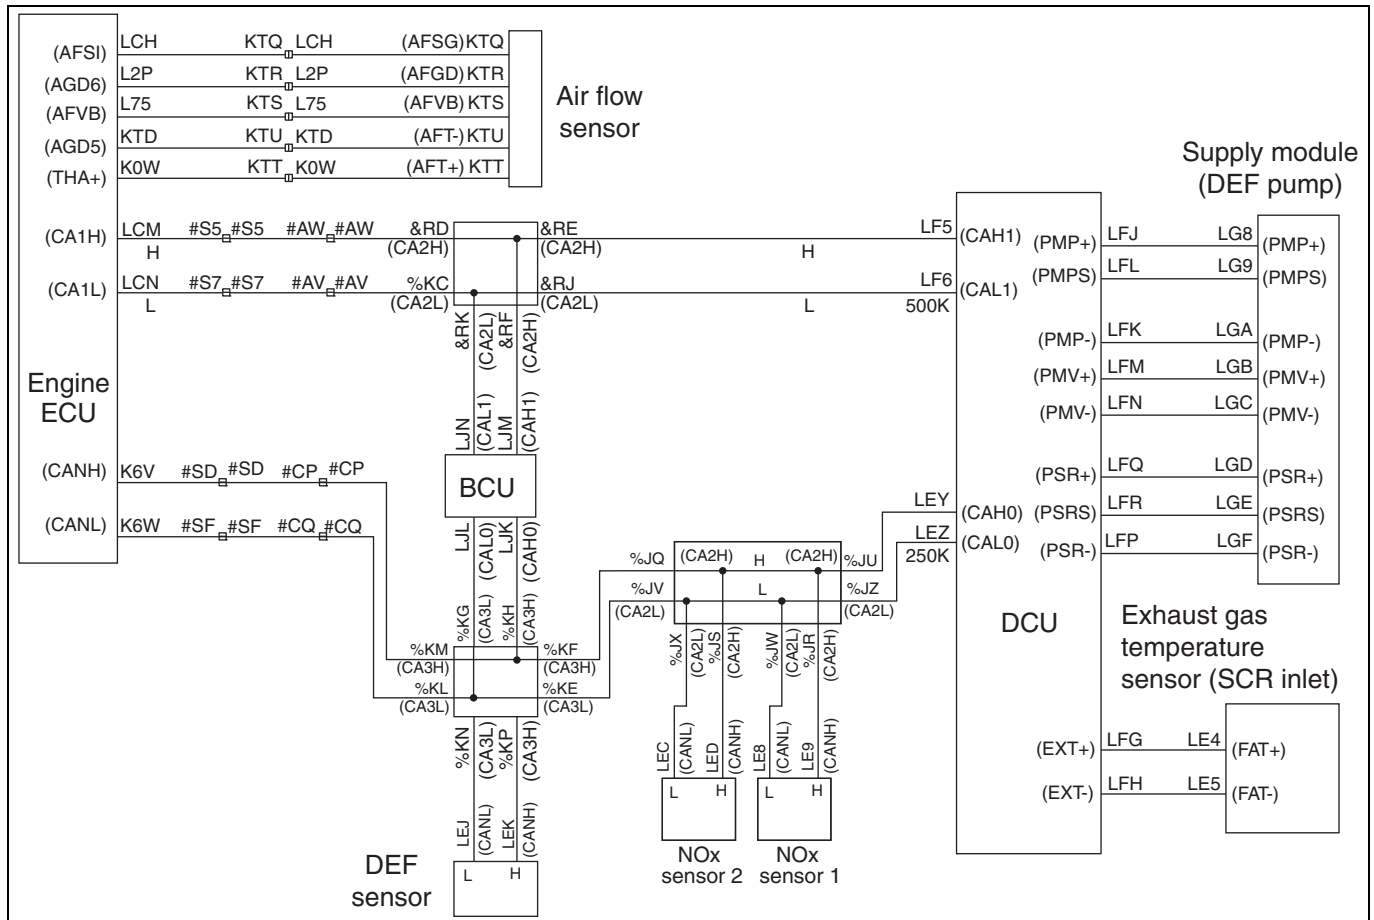 (AFSI) LCH KTQ LCH (AFSG) KTQ
(AGD6) L2P KTR L2P (AFGD) KTR
(AFVB) L75 KTS L75 (AFVB) KTS
(AGD5) KTD KTU KTD (AFT-) KTU
(THA+) K0W KTT K0W (AFT+) KTT
Air flow
sensor
Supply module
(DEF pump)
(CA1H) LCM #S5 #S5 #AW #AW &RD &RE LF5 (CAH1)
H (CA2H) (CA2H) H
(CA1L) LCN #S7 #S7 #AV #AV %KC &RJ LF6 (CAL1)
L (CA2L) (CA2L) L 500K
&RK (CA2L) &RF (CA2H)
LJN (CAL1) LJM (CAH1)
Engine
ECU
BCU
(CANH) K6V #SD #SD #CP #CP
(CANL) K6W #SF #SF #CQ #CQ
LJL (CAL0) LJK (CAH0)
%KG (CA3L) %KH (CA3H)
%KM %KF
(CA3H) (CA3H)
%KL %KE
(CA3L) (CA3L)
%KN (CA3L) %KP (CA3H)
LEJ (CANL) LEK (CANH)
DEF
sensor
L H
LEY (CAH0)
LEZ (CAL0)
250K
%JQ (CA2H) H (CA2H) %JU
%JV L %JZ
(CA2L) (CA2L)
%JX (CA2L) %JS (CA2H) %JW (CA2L) %JR (CA2H)
LEC (CANL) LED (CANH) LE8 (CANL) LE9 (CANH)
L H L H
NOx
sensor 2
NOx
sensor 1
DCU
(PMP+) LFJ LG8 (PMP+)
(PMPS) LFL LG9 (PMPS)
(PMP-) LFK LGA (PMP-)
(PMV+) LFM LGB (PMV+)
(PMV-) LFN LGC (PMV-)
(PSR+) LFQ LGD (PSR+)
(PSRS) LFR LGE (PSRS)
(PSR-) LFP LGF (PSR-)
Exhaust gas
temperature
sensor (SCR inlet)
(EXT+) LFG LE4 (FAT+)
(EXT-) LFH LE5 (FAT-)